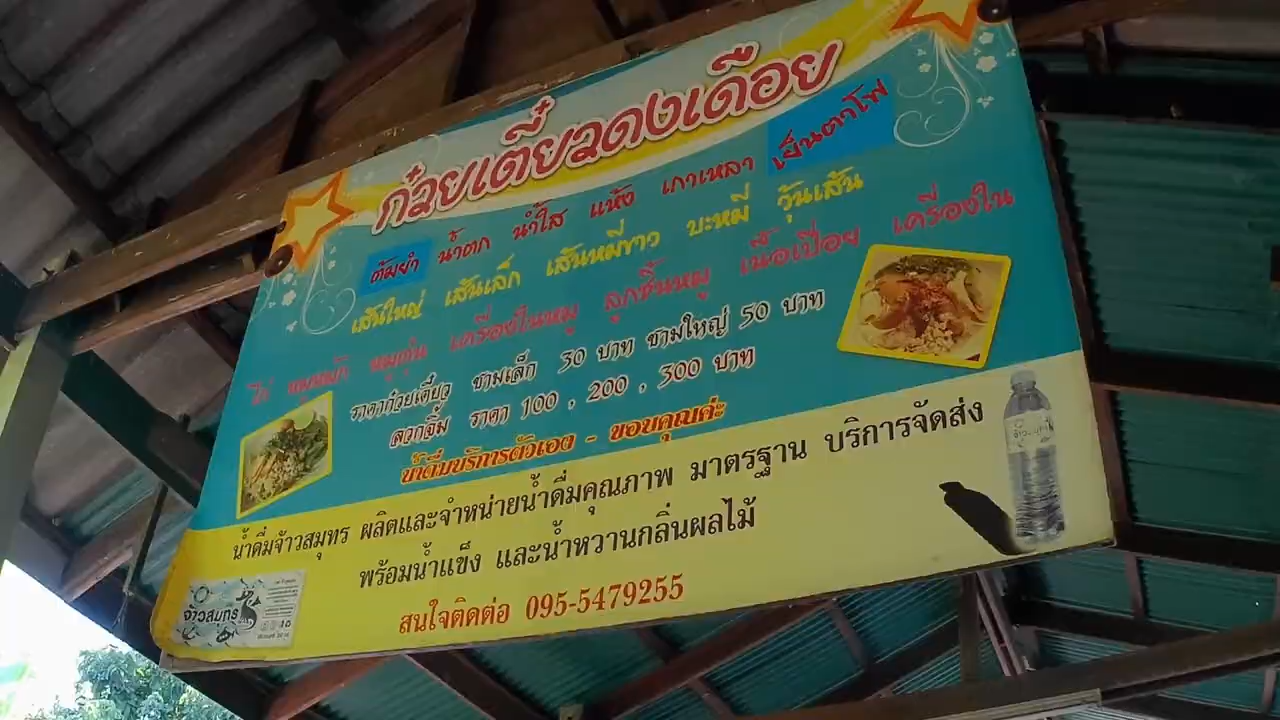 ก๋วยเตี๋ยวดงเดือย
ต้มยำ น้ำตก น้ำใส แห้ง เกาเหลา เย็นตาโฟ
เส้นใหญ่ เส้นเล็ก เส้นหมี่ขาว บะหมี่ วุ้นเส้น
ไก่ หมูหมัก หมูตุ๋น เครื่องในหมู ลูกชิ้นหมู เนื้อเปื่อย เครื่องใน
ราคาก๋วยเตี๋ยว ชามเล็ก 30 บาท ชามใหญ่ 50 บาท
ลวกจิ้ม ราคา 100 , 200 , 300 บาท
น้ำดื่มบริการตัวเอง - ขอบคุณค่ะ
น้ำดื่มจ้าวสมุทร ผลิตและจำหน่ายน้ำดื่มคุณภาพ มาตรฐาน บริการจัดส่ง
พร้อมน้ำแข็ง และน้ำหวานกลิ่นผลไม้
สนใจติดต่อ 095-5479255
จ้าวสมุทร